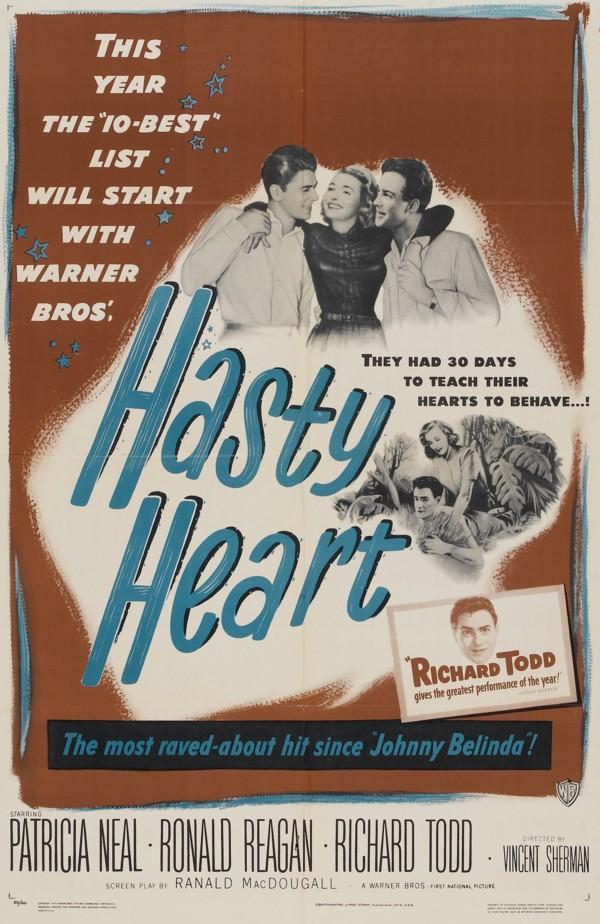 THIS
YEAR
THE "10-BEST"
LIST
WILL START
WITH
WARNER
BROS'.
Hasty
Heart
THEY HAD 30 DAYS
TO TEACH THEIR
HEARTS TO BEHAVE...!
"RICHARD TODD
gives the greatest performance of the year!"
The most raved-about hit since "Johnny Belinda"!
WB
STARRING
PATRICIA NEAL · RONALD REAGAN · RICHARD TODD ·
DIRECTED BY
VINCENT SHERMAN
SCREEN PLAY BY RANALD MacDOUGALL · A WARNER BROS · FIRST NATIONAL PICTURE